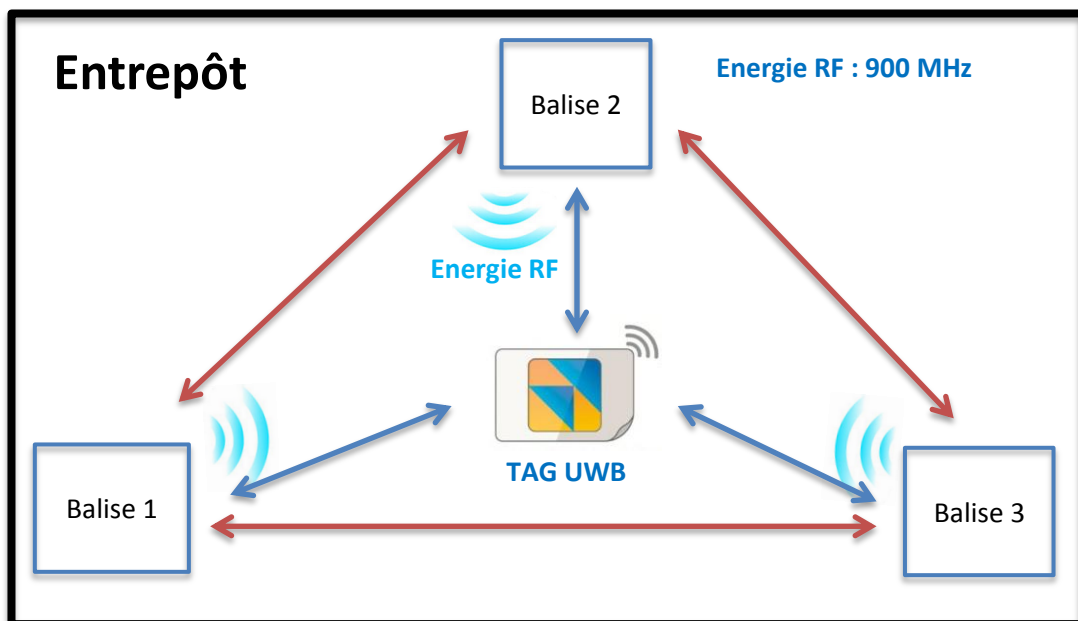 Entrepôt
Energie RF : 900 MHz
Balise 2
Energie RF
TAG UWB
Balise 1
Balise 3